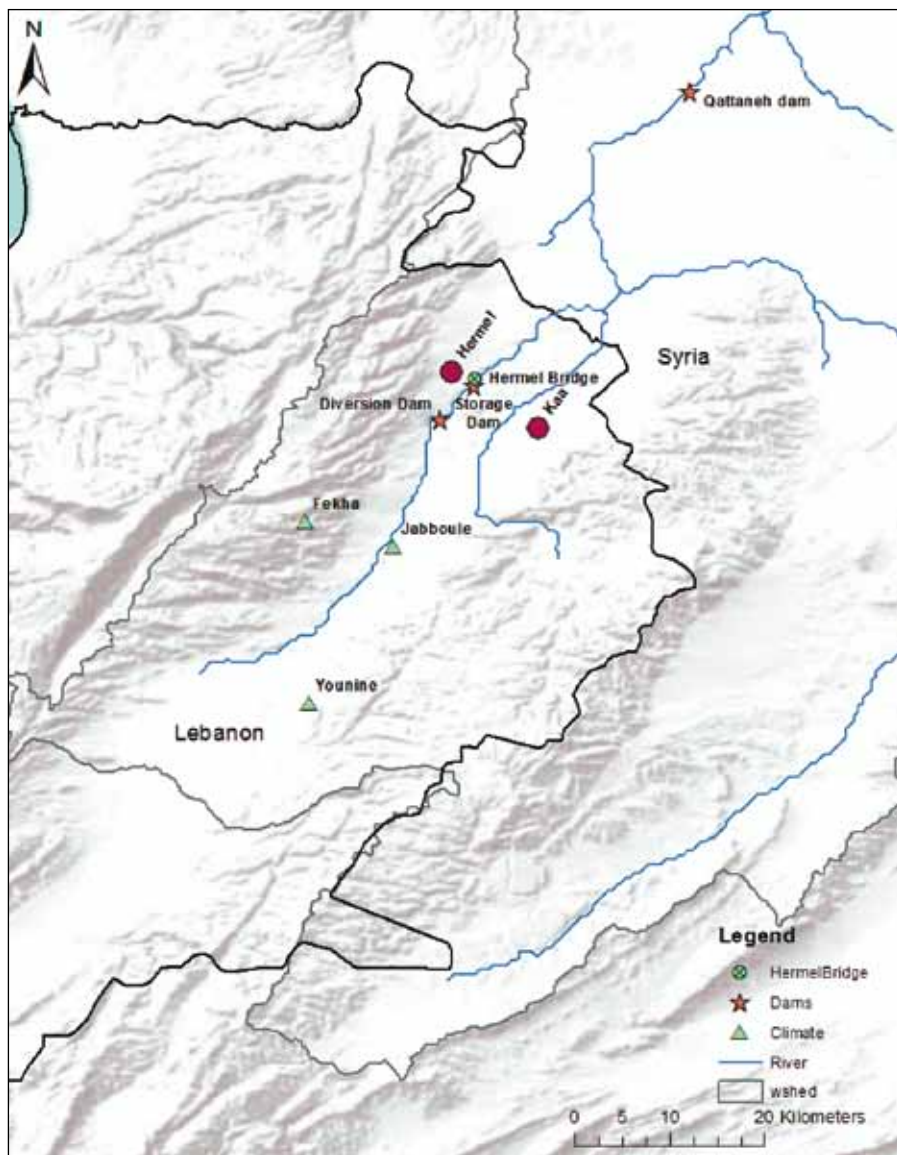 N
Qattaneh dam
Hermel
Syria
Hermel Bridge
Diversion Dam
Storage
Dam
Kaa
Fekha
Jabboule
Younine
Lebanon
Legend
HermelBridge
Dams
Climate
River
wshed
0 5 10 20 Kilometers